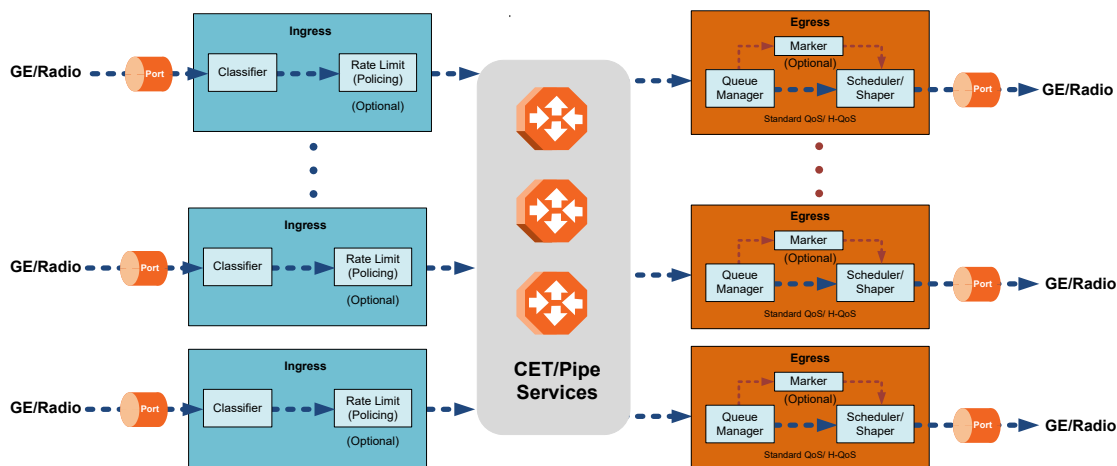 Ingress
GE/Radio
Port
Classifier
Rate Limit
(Policing)
(Optional)
Ingress
GE/Radio
Port
Classifier
Rate Limit
(Policing)
(Optional)
Ingress
GE/Radio
Port
Classifier
Rate Limit
(Policing)
(Optional)
CET/Pipe
Services
Egress
Marker
(Optional)
Queue
Manager
Scheduler/
Shaper
Standard QoS/ H-QoS
Port
GE/Radio
Egress
Marker
(Optional)
Queue
Manager
Scheduler/
Shaper
Standard QoS/ H-QoS
Port
GE/Radio
Egress
Marker
(Optional)
Queue
Manager
Scheduler/
Shaper
Standard QoS/ H-QoS
Port
GE/Radio